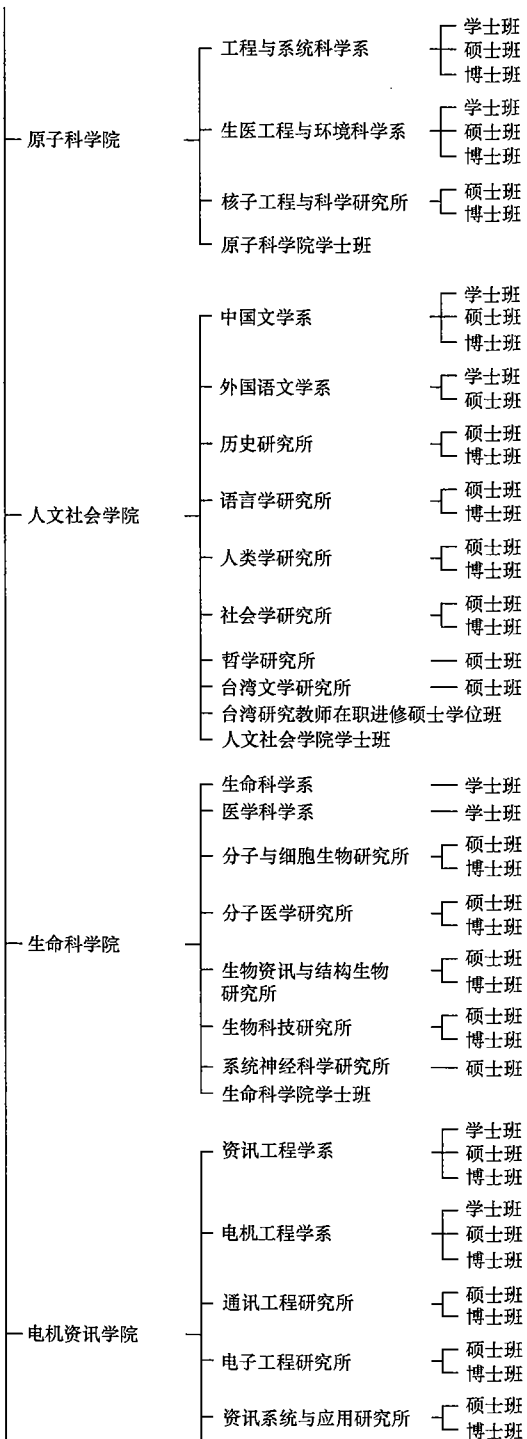 原子科学院
工程与系统科学系
学士班
硕士班
博士班
生医工程与环境科学系
学士班
硕士班
博士班
核子工程与科学研究所
硕士班
博士班
原子科学院学士班
人文社会学院
中国文学系
学士班
硕士班
博士班
外国语文学系
学士班
硕士班
历史研究所
硕士班
博士班
语言学研究所
硕士班
博士班
人类学研究所
硕士班
博士班
社会学研究所
硕士班
博士班
哲学研究所
硕士班
台湾文学研究所
硕士班
台湾研究教师在职进修硕士学位班
人文社会学院学士班
生命科学院
生命科学系
学士班
医学科学系
学士班
分子与细胞生物研究所
硕士班
博士班
分子医学研究所
硕士班
博士班
生物资讯与结构生物
研究所
硕士班
博士班
生物科技研究所
硕士班
博士班
系统神经科学研究所
硕士班
生命科学院学士班
电机资讯学院
资讯工程学系
学士班
硕士班
博士班
电机工程学系
学士班
硕士班
博士班
通讯工程研究所
硕士班
博士班
电子工程研究所
硕士班
博士班
资讯系统与应用研究所
硕士班
博士班